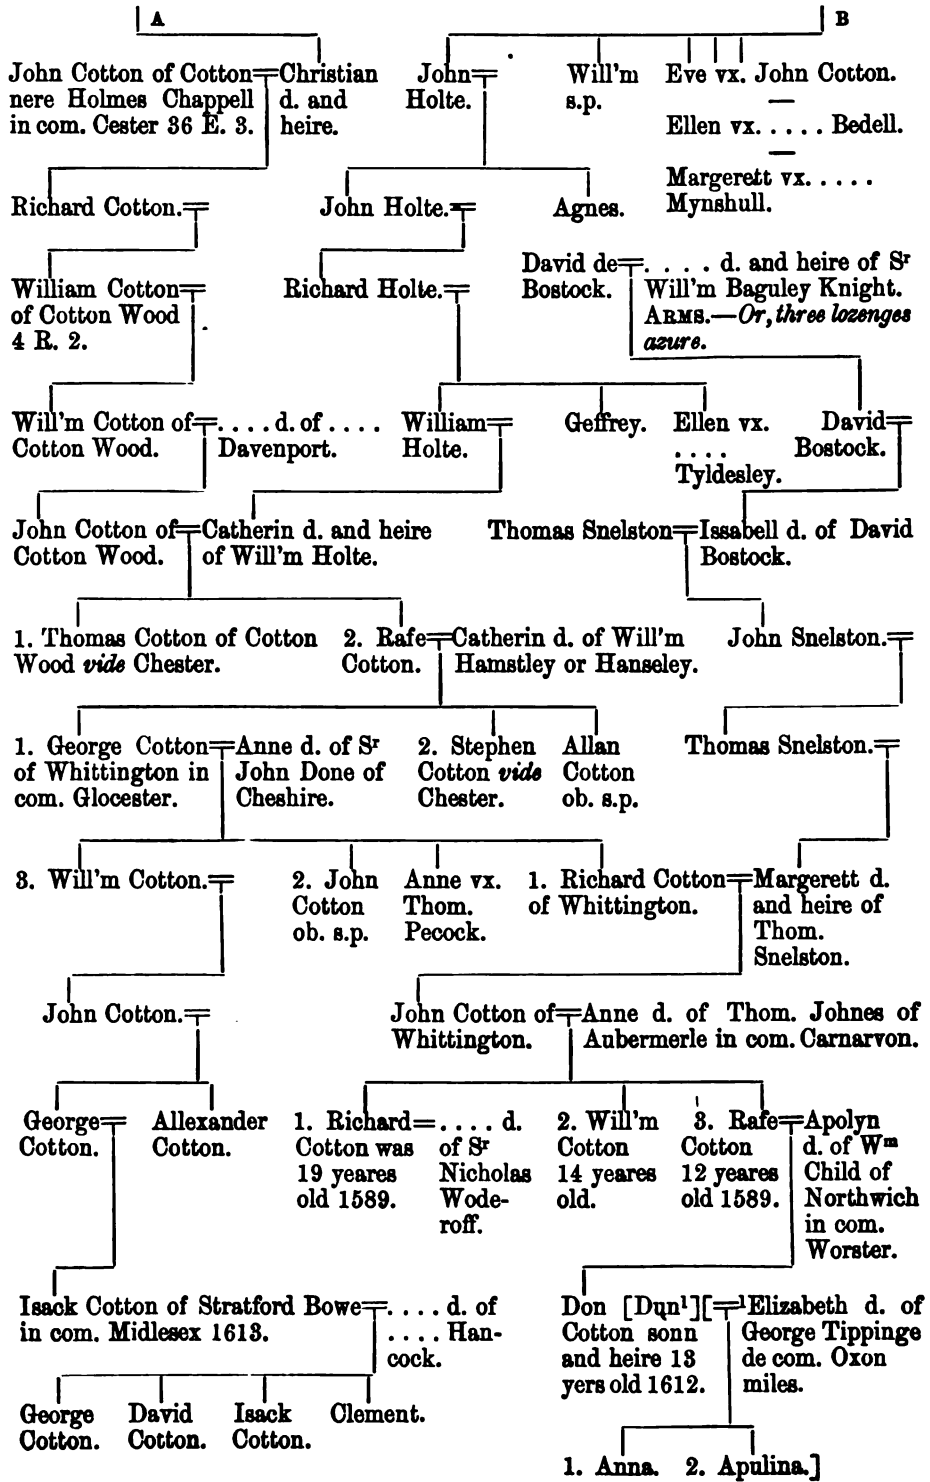 A
B
John Cotton of Cotton
nere Holmes Chappell
in com. Cester 36 E. 3.
Christian
d. and
heire.
John
Holte.
Will'm
s.p.
Eve vx. John Cotton.
—
Ellen vx. . . . . . Bedell.
—
Margerett vx. . . . . .
Mynshull.
Richard Cotton.
John Holte.
Agnes.
William Cotton
of Cotton Wood
4 R. 2.
Richard Holte.
David de
Bostock.
. . . . d. and heire of Sr
Will'm Baguley Knight.
ARMS.—Or, three lozenges
azure.
Will'm Cotton of
Cotton Wood.
. . . . d. of . . . .
Davenport.
William
Holte.
Geffrey.
Ellen vx.
. . . .
Tyldesley.
David
Bostock.
John Cotton of
Cotton Wood.
Catherin d. and heire
of Will'm Holte.
Thomas Snelston
Issabell d. of David
Bostock.
1. Thomas Cotton of Cotton
Wood vide Chester.
2. Rafe
Cotton.
Catherin d. of Will'm
Hamstley or Hanseley.
John Snelston.
1. George Cotton
of Whittington in
com. Glocester.
Anne d. of Sr
John Done of
Cheshire.
2. Stephen
Cotton vide
Chester.
Allan
Cotton
ob. s.p.
Thomas Snelston.
3. Will'm Cotton.
2. John
Cotton
ob. s.p.
Anne vx.
Thom.
Pecock.
1. Richard Cotton
of Whittington.
Margerett d.
and heire of
Thom.
Snelston.
John Cotton.
John Cotton of
Whittington.
Anne d. of Thom. Johnes of
Aubermerle in com. Carnarvon.
George
Cotton.
Allexander
Cotton.
1. Richard
Cotton was
19 yeares
old 1589.
. . . . d.
of Sr
Nicholas
Wode-
roff.
2. Will'm
Cotton
14 yeares
old.
3. Rafe
Cotton
12 yeares
old 1589.
Apolyn
d. of Wm
Child of
Northwich
in com.
Worster.
Isack Cotton of Stratford Bowe
in com. Midlesex 1613.
. . . . d. of
. . . . Han-
cock.
Don [Dun1][
Cotton sonn
and heire 13
yers old 1612.
1Elizabeth d. of
George Tippinge
de com. Oxon
miles.
George
Cotton.
David
Cotton.
Isack
Cotton.
Clement.
1. Anna. 2. Apulina.]